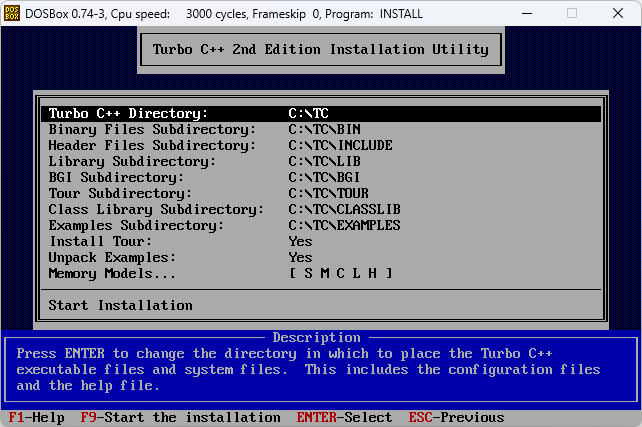 DOSBox 0.74-3, Cpu speed:    3000 cycles, Frameskip  0, Program:  INSTALL
Turbo C++ 2nd Edition Installation Utility
Turbo C++ Directory:          C:\TC
Binary Files Subdirectory:    C:\TC\BIN
Header Files Subdirectory:    C:\TC\INCLUDE
Library Subdirectory:         C:\TC\LIB
BGI Subdirectory:             C:\TC\BGI
Tour Subdirectory:            C:\TC\TOUR
Class Library Subdirectory:   C:\TC\CLASSLIB
Examples Subdirectory:        C:\TC\EXAMPLES
Install Tour:                 Yes
Unpack Examples:              Yes
Memory Models...              [ S M C L H ]
Start Installation
Description
Press ENTER to change the directory in which to place the Turbo C++
executable files and system files.  This includes the configuration files
and the help file.
F1-Help  F9-Start the installation  ENTER-Select  ESC-Previous